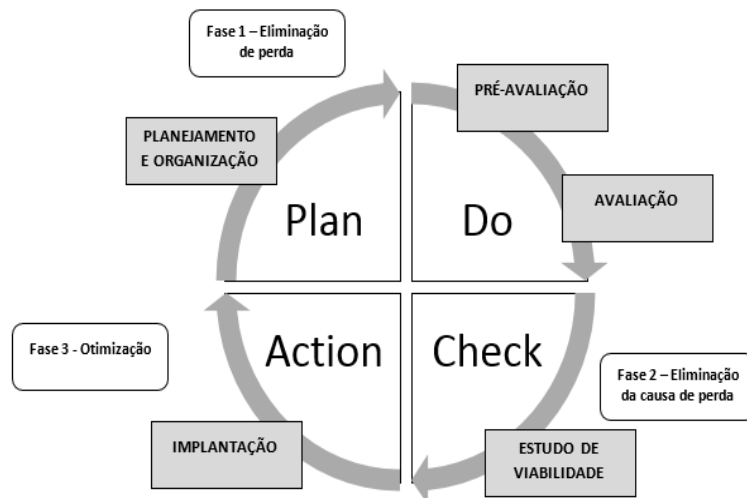 Fase 1 – Eliminação
de perda
PRÉ-AVALIAÇÃO
PLANEJAMENTO
E ORGANIZAÇÃO
AVALIAÇÃO
Plan
Do
Action
Check
Fase 3 - Otimização
Fase 2 – Eliminação
da causa de perda
IMPLANTAÇÃO
ESTUDO DE
VIABILIDADE